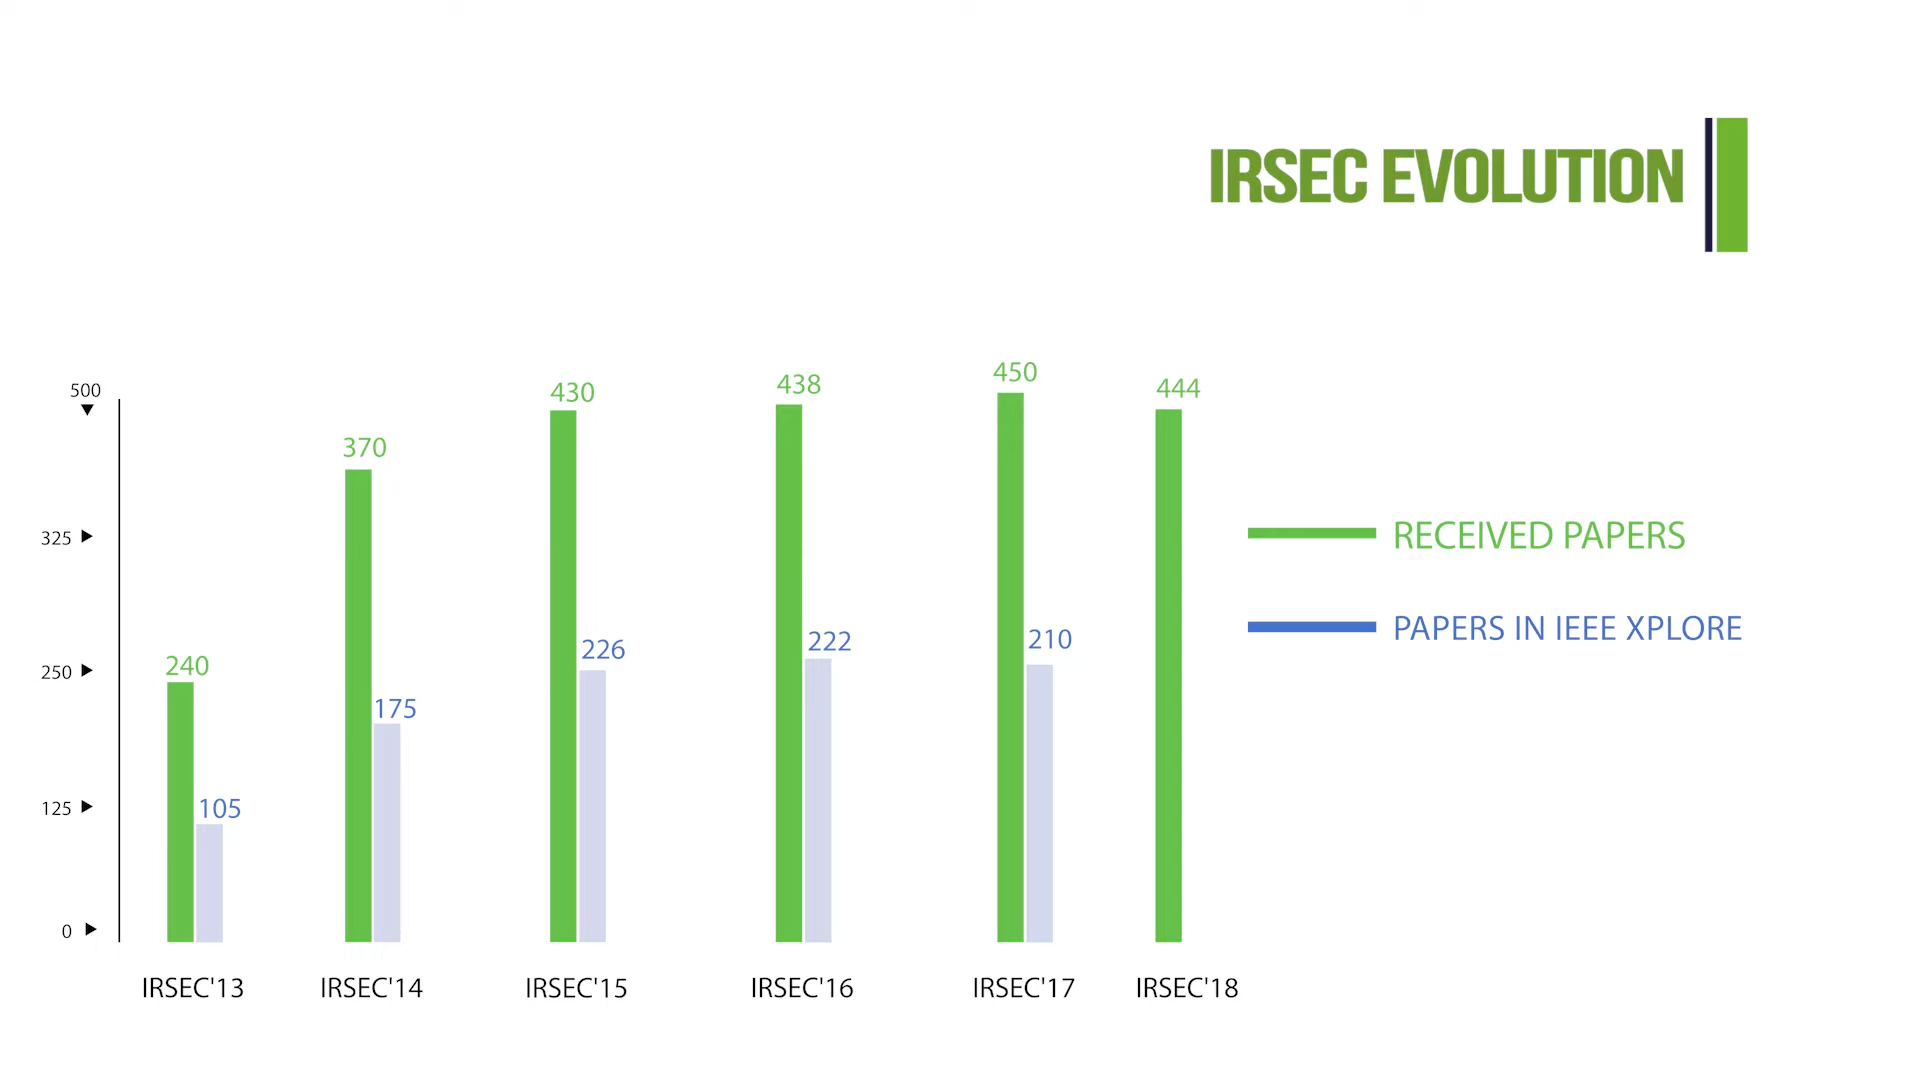 IRSEC EVOLUTION
500
325
250
125
0
240
105
370
175
430
226
438
222
450
210
444
IRSEC'13
IRSEC'14
IRSEC'15
IRSEC'16
IRSEC'17
IRSEC'18
RECEIVED PAPERS
PAPERS IN IEEE XPLORE